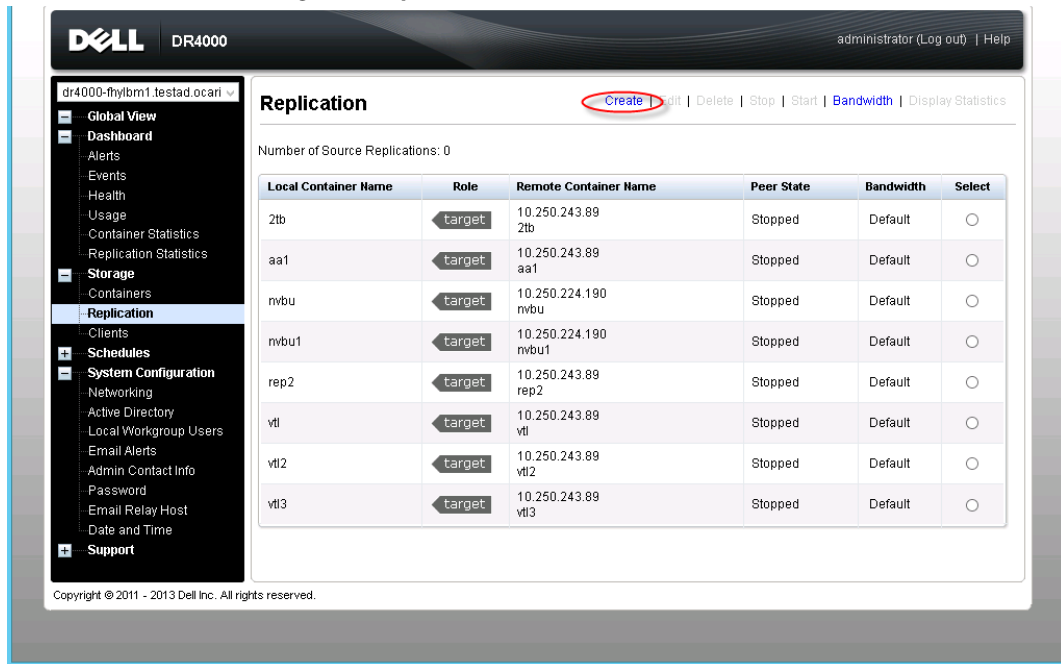 DELL DR4000
administrator (Log out) | Help
dr4000-fhylbm1.testad.ocari
Global View
Dashboard
Alerts
Events
Health
Usage
Container Statistics
Replication Statistics
Storage
Containers
Replication
Clients
Schedules
System Configuration
Networking
Active Directory
Local Workgroup Users
Email Alerts
Admin Contact Info
Password
Email Relay Host
Date and Time
Support
Replication
Create | Edit | Delete | Stop | Start | Bandwidth | Display Statistics
Number of Source Replications: 0
Local Container Name Role Remote Container Name Peer State Bandwidth Select
2tb target 10.250.243.89 Stopped Default
2tb
aa1 target 10.250.243.89 Stopped Default
aa1
nvbu target 10.250.224.190 Stopped Default
nvbu
nvbu1 target 10.250.224.190 Stopped Default
nvbu1
rep2 target 10.250.243.89 Stopped Default
rep2
vtl target 10.250.243.89 Stopped Default
vtl
vtl2 target 10.250.243.89 Stopped Default
vtl2
vtl3 target 10.250.243.89 Stopped Default
vtl3
Copyright © 2011 - 2013 Dell Inc. All rights reserved.